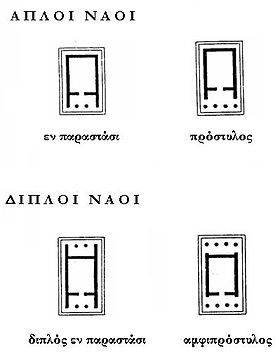 ΑΠΛΟΙ ΝΑΟΙ
εν παραστάσι
πρόστυλος
ΔΙΠΛΟΙ ΝΑΟΙ
διπλός εν παραστάσι
αμφιπρόστυλος